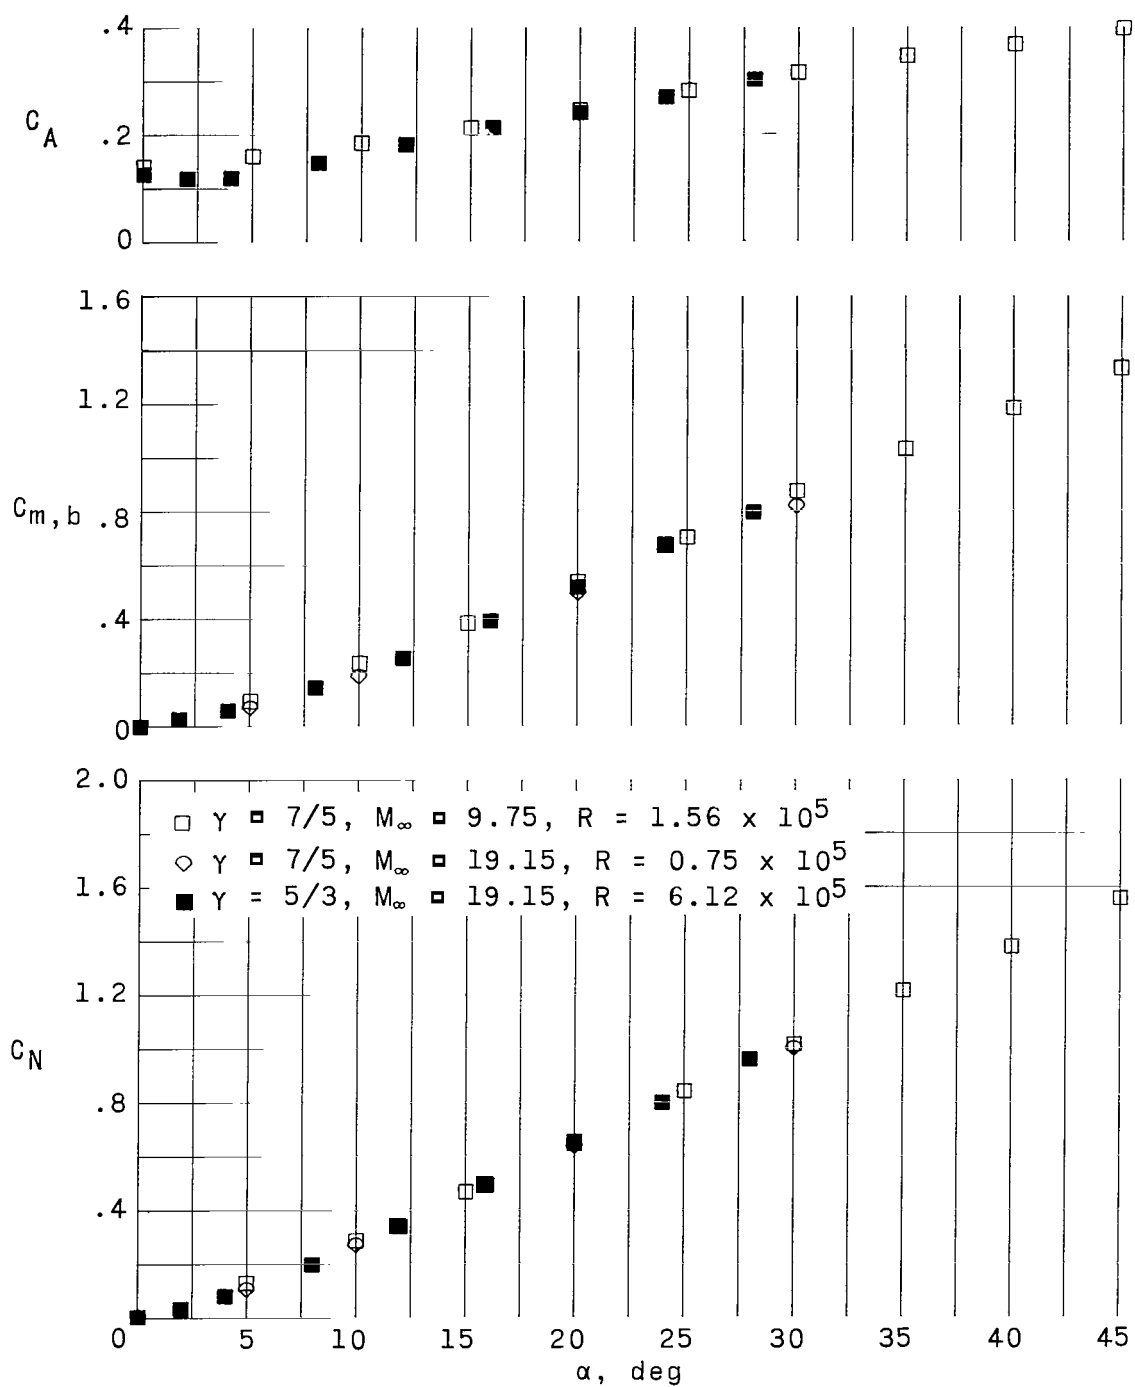 .4
C_A
.2
0
1.6
1.2
C_m,b .8
.4
0
2.0
□ γ = 7/5, M∞ = 9.75, R = 1.56 x 10^5
◇ γ = 7/5, M∞ = 19.15, R = 0.75 x 10^5
1.6
■ γ = 5/3, M∞ = 19.15, R = 6.12 x 10^5
1.2
C_N
.8
.4
0 5 10 15 20 25 30 35 40 45
α, deg